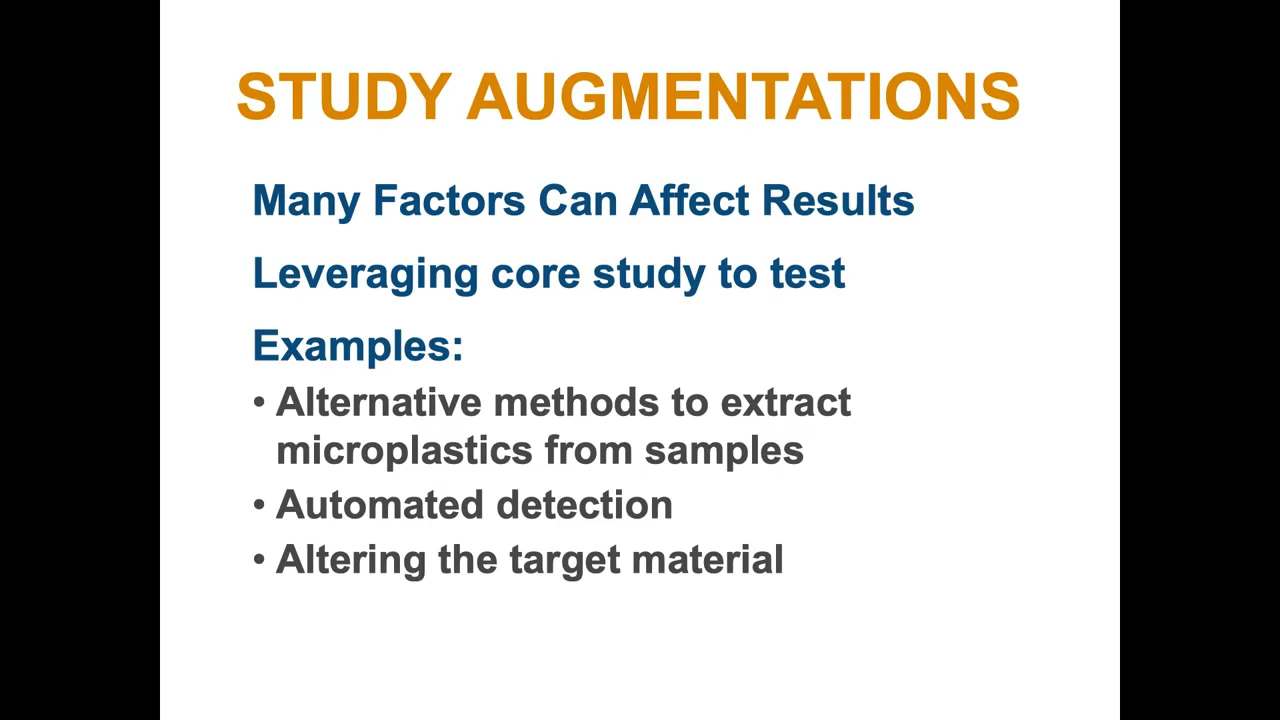 STUDY AUGMENTATIONS
Many Factors Can Affect Results
Leveraging core study to test
Examples:
• Alternative methods to extract
microplastics from samples
• Automated detection
• Altering the target material